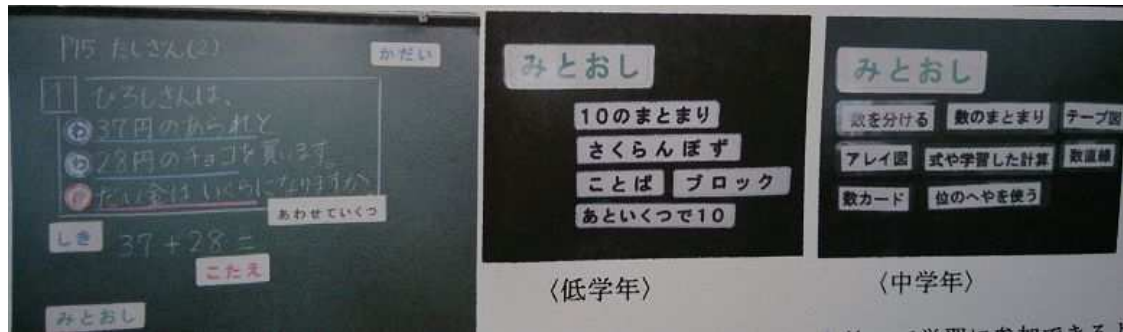 P15 たしざん(2)
かだい
1 ひろしさんは、
わ 37円のあられと
わ 28円のチョコを買います。
だい金はいくらになりますか。
あわせていくつ
しき 37+28=
こたえ
みとおし
みとおし
10のまとまり
さくらんぼず
ことば ブロック
あといくつで10
〈低学年〉
みとおし
数を分ける 数のまとまり テープ図
アレイ図 式や学習した計算 数直線
数カード 位のへやを使う
〈中学年〉
学習に参加できる